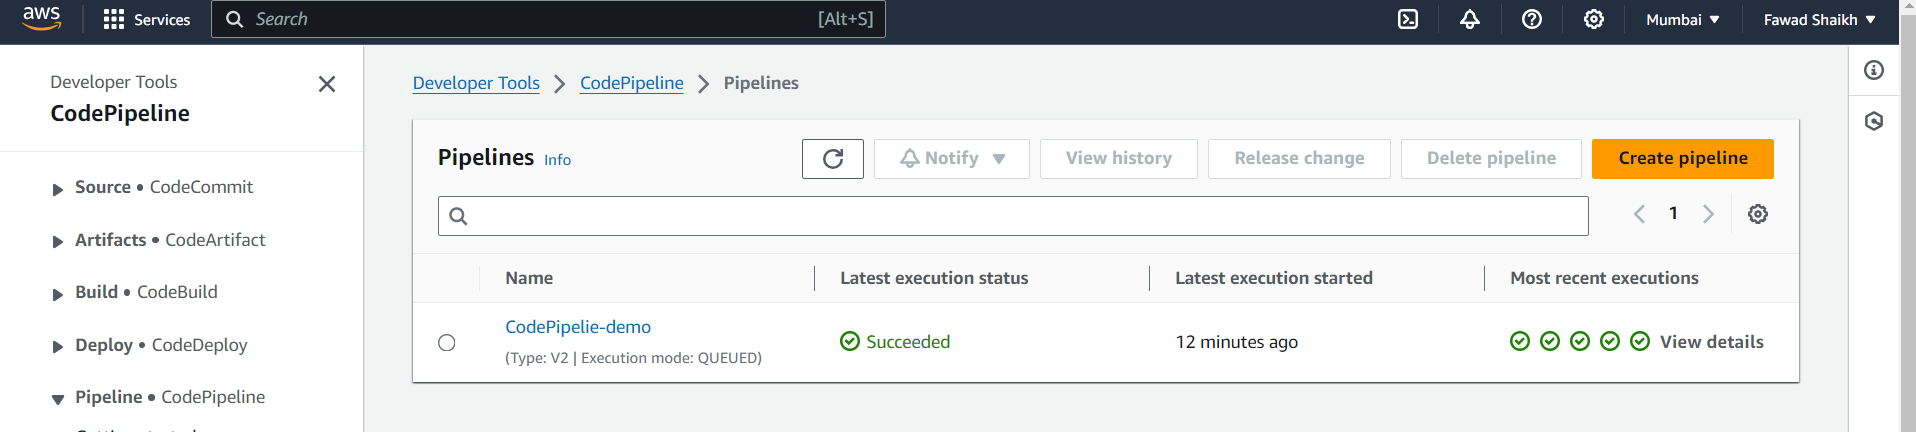 aws
Services
Search
[Alt+S]
Mumbai
Fawad Shaikh
Developer Tools
CodePipeline
Source • CodeCommit
Artifacts • CodeArtifact
Build • CodeBuild
Deploy • CodeDeploy
Pipeline • CodePipeline
Developer Tools
CodePipeline
Pipelines
Pipelines Info
Notify
View history
Release change
Delete pipeline
Create pipeline
1
Name
Latest execution status
Latest execution started
Most recent executions
CodePipelie-demo
(Type: V2 | Execution mode: QUEUED)
Succeeded
12 minutes ago
View details